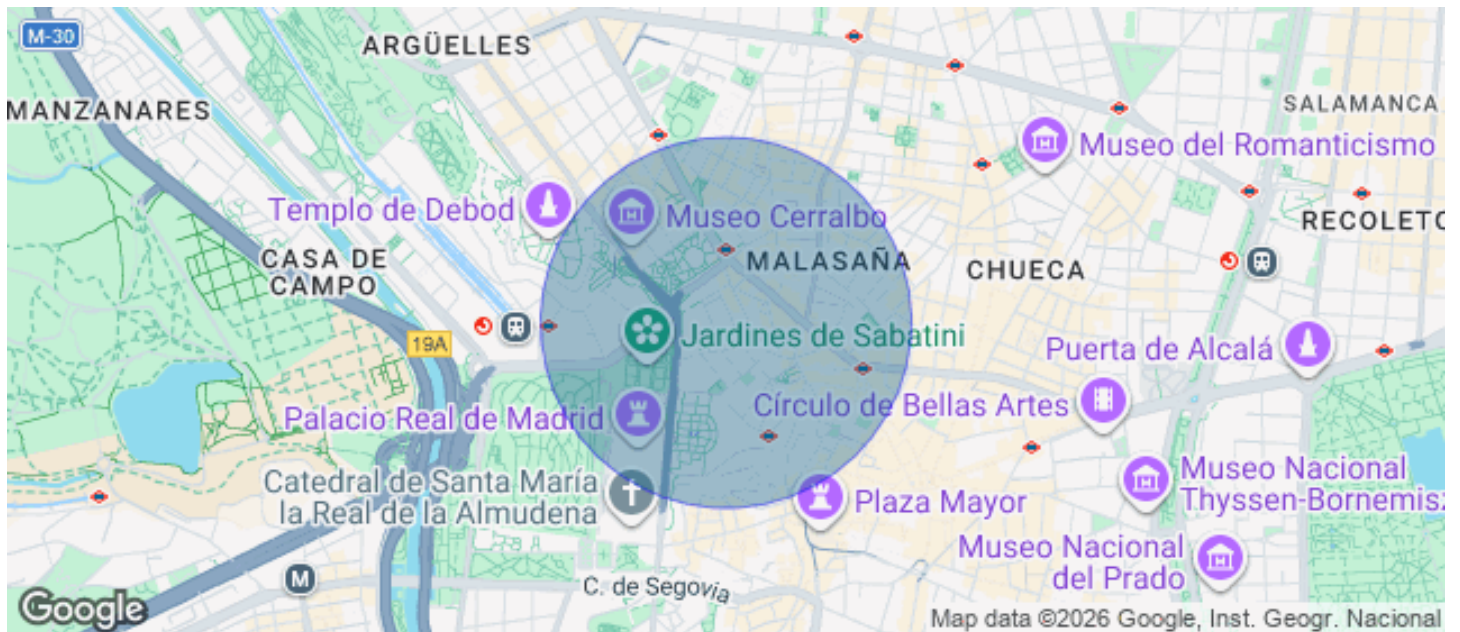 M-30
ARGÜELLES
MANZANARES
SALAMANCA
Museo del Romanticismo
Templo de Debod
Museo Cerralbo
RECOLETO
CASA DE
CAMPO
MALASAÑA
CHUECA
19A
Jardines de Sabatini
Puerta de Alcalá
Palacio Real de Madrid
Círculo de Bellas Artes
Catedral de Santa María
la Real de la Almudena
Plaza Mayor
Museo Nacional
Thyssen-Bornemisz
Museo Nacional
del Prado
M
C. de Segovia
Google
Map data ©2026 Google, Inst. Geogr. Nacional